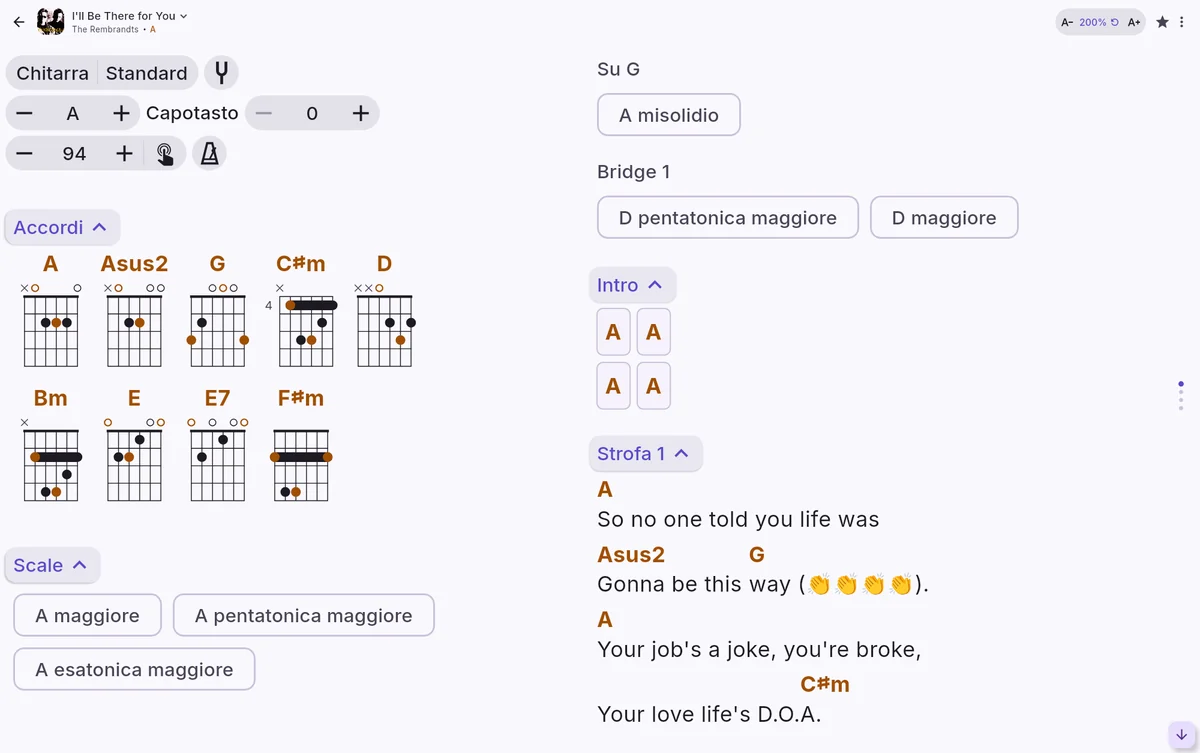 I'll Be There for You
The Rembrandts • A
A- 200% A+
Chitarra Standard
− A + Capotasto − 0 +
− 94 +
Accordi
A Asus2 G C♯m D
4
Bm E E7 F♯m
Scale
A maggiore A pentatonica maggiore
A esatonica maggiore
Su G
A misolidio
Bridge 1
D pentatonica maggiore D maggiore
Intro
A A
A A
Strofa 1
A
So no one told you life was
Asus2 G
Gonna be this way (👏👏👏👏).
A
Your job's a joke, you're broke,
C♯m
Your love life's D.O.A.